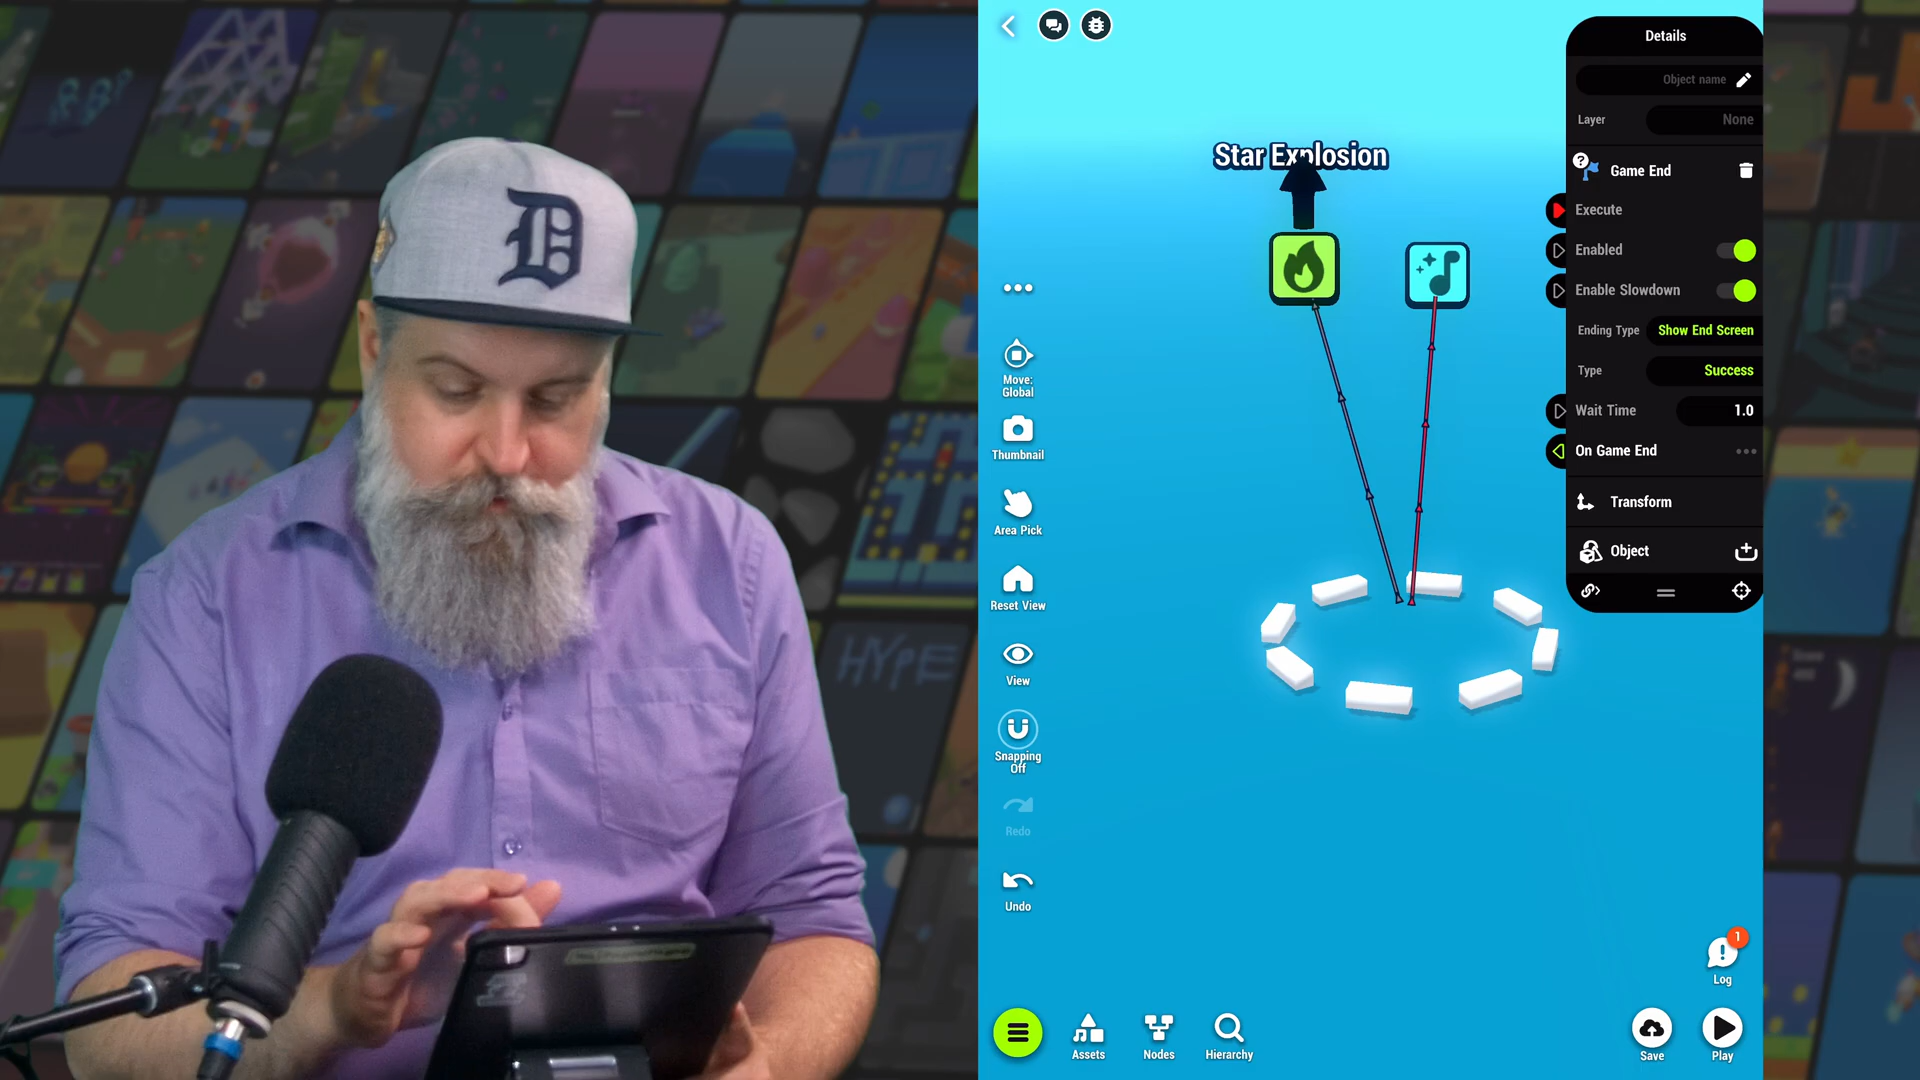 D
HYPE
Star Explosion
Move:
Global
Thumbnail
Area Pick
Reset View
View
Snapping
Off
Redo
Undo
Assets
Nodes
Hierarchy
Details
Object name
Layer
None
?
Game End
Execute
Enabled
Enable Slowdown
Ending Type
Show End Screen
Type
Success
Wait Time
1.0
On Game End
Transform
Object
1
!
Log
Save
Play